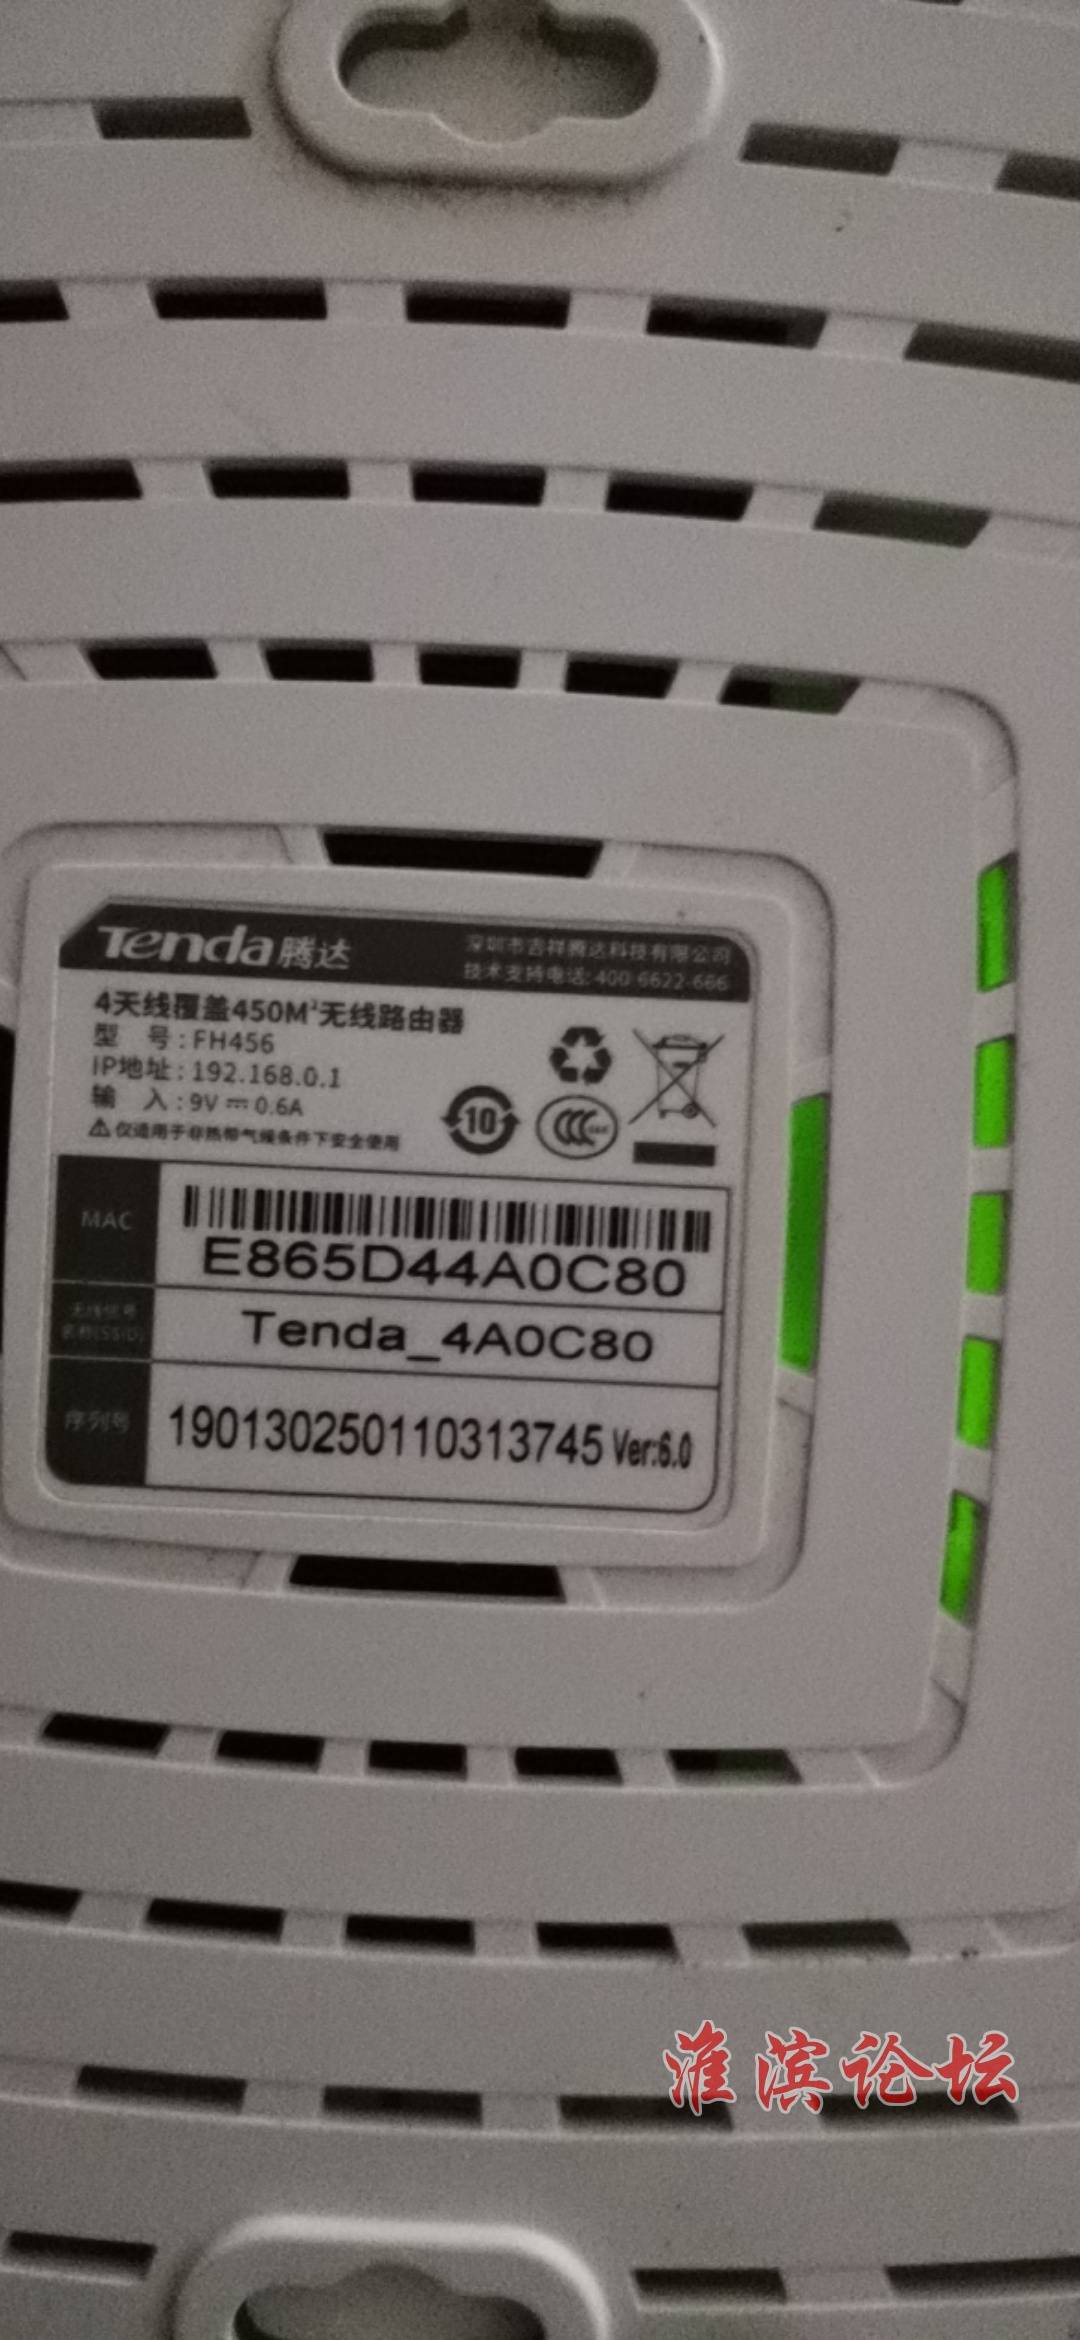 Tenda腾达
深圳市吉祥腾达科技有限公司
技术支持电话:400-6622-666
4天线覆盖450M²无线路由器
型 号:FH456
IP地址:192.168.0.1
输 入:9V⎓0.6A
仅适用于非热带气候条件下安全使用
10
CCC
MAC
E865D44A0C80
无线信号
名称(SSID)
Tenda_4A0C80
序列号
190130250110313745 Ver:6.0
淮滨论坛